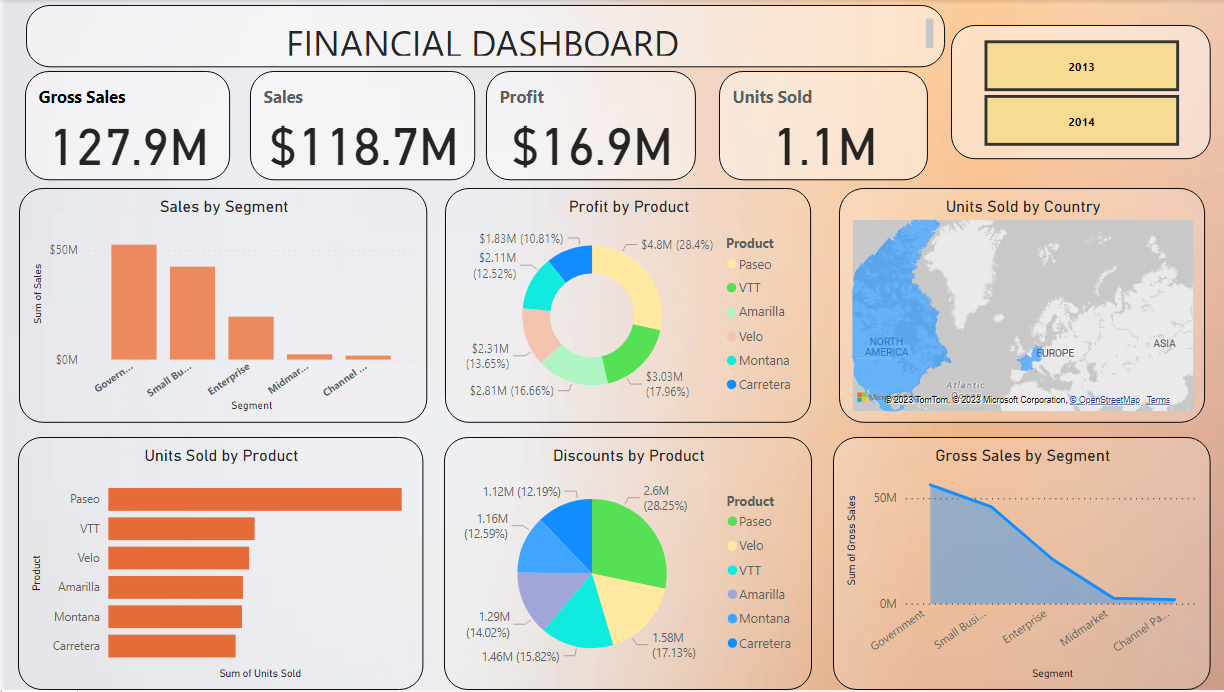 FINANCIAL DASHBOARD
2013
2014
Gross Sales
127.9M
Sales
$118.7M
Profit
$16.9M
Units Sold
1.1M
Sales by Segment
Sum of Sales
$50M
$0M
Govern...
Small Bu...
Enterprise
Midmar...
Channel ...
Segment
Profit by Product
$1.83M (10.81%)
$2.11M
(12.52%)
$2.31M
(13.65%)
$2.81M (16.66%)
$4.8M (28.4%)
$3.03M
(17.96%)
Product
Paseo
VTT
Amarilla
Velo
Montana
Carretera
Units Sold by Country
NORTH
AMERICA
EUROPE
ASIA
Atlantic
© 2023 TomTom, © 2023 Microsoft Corporation, © OpenStreetMap Terms
Units Sold by Product
Product
Paseo
VTT
Velo
Amarilla
Montana
Carretera
Sum of Units Sold
Discounts by Product
1.12M (12.19%)
1.16M
(12.59%)
1.29M
(14.02%)
1.46M (15.82%)
2.6M
(28.25%)
1.58M
(17.13%)
Product
Paseo
Velo
VTT
Amarilla
Montana
Carretera
Gross Sales by Segment
Sum of Gross Sales
50M
0M
Government
Small Busi...
Enterprise
Midmarket
Channel Pa...
Segment